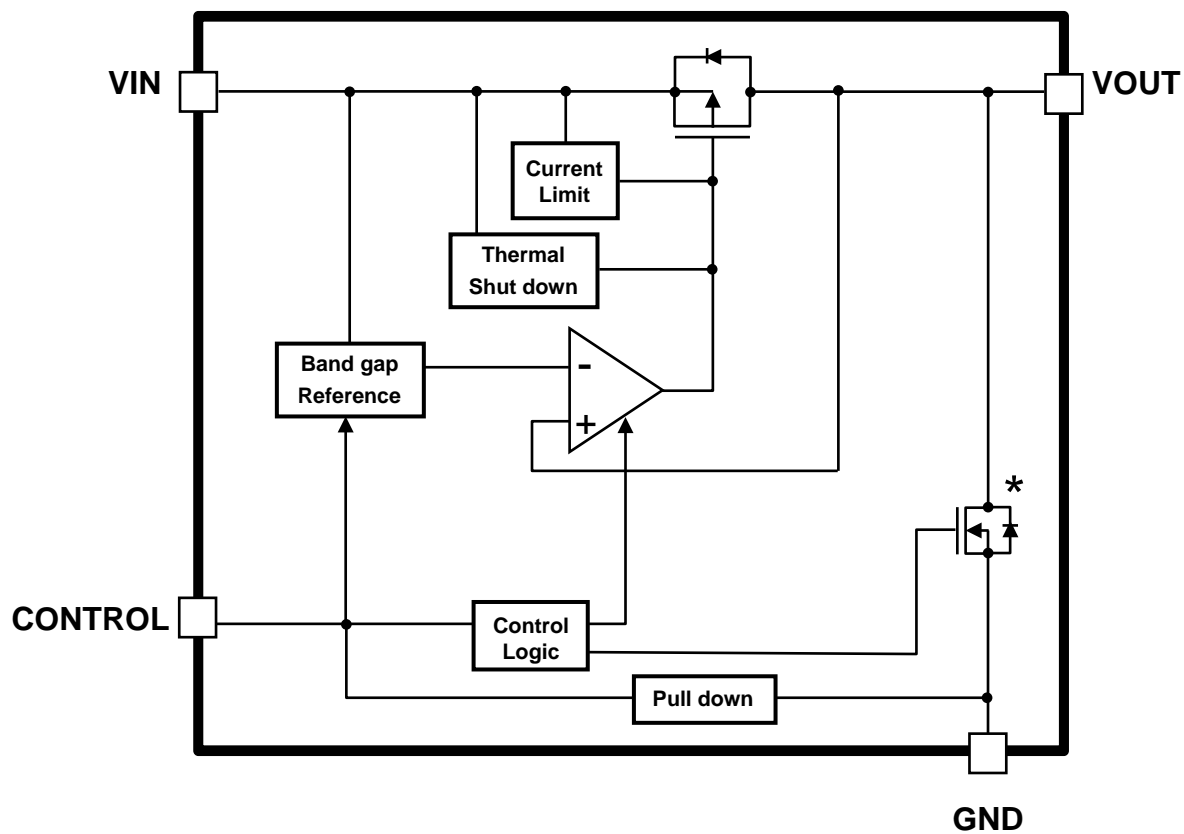 VIN
VOUT
Current
Limit
Thermal
Shut down
Band gap
Reference
-
+
*
CONTROL
Control
Logic
Pull down
GND